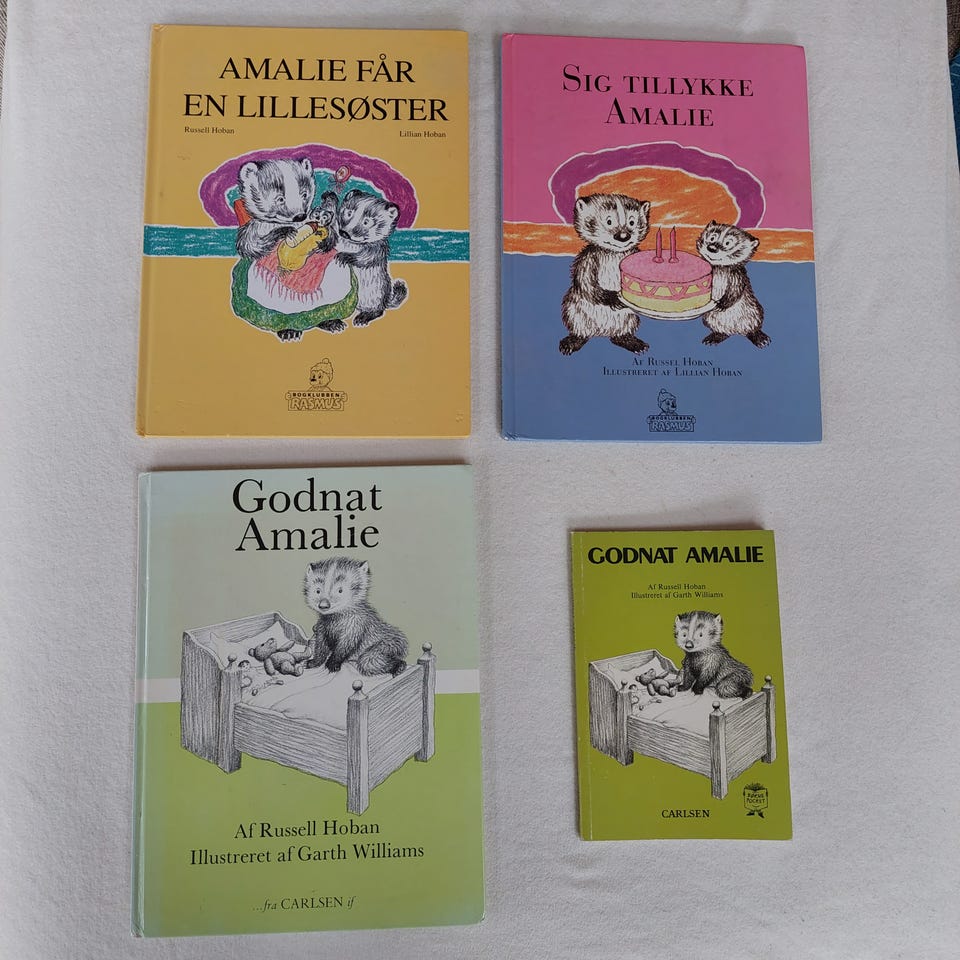 AMALIE FÅR
EN LILLESØSTER
Russell Hoban
Lillian Hoban
BOGKLUBBEN
RASMUS
SIG TILLYKKE
AMALIE
AF RUSSEL HOBAN
ILLUSTRERET AF LILLIAN HOBAN
BOGKLUBBEN
RASMUS
Godnat
Amalie
Af Russell Hoban
Illustreret af Garth Williams
...fra CARLSEN if
GODNAT AMALIE
Af Russell Hoban
Illustreret af Garth Williams
CARLSEN
POCKET